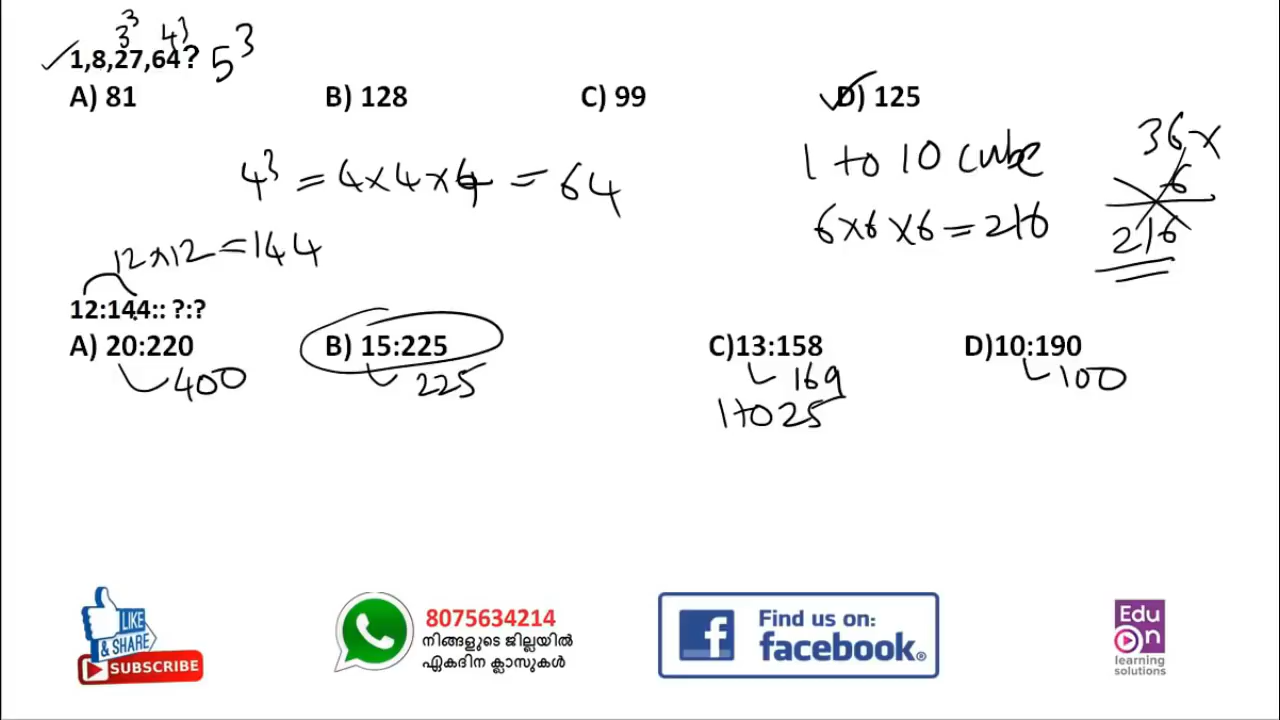 3³ 4³
1,8,27,64? 5³
A) 81 B) 128 C) 99 D) 125
4³ = 4×4×4 = 64
1 to 10 cube
6×6×6 = 216
36×
6
216
12×12=144
12:144:: ?:?
A) 20:220 B) 15:225 C)13:158 D)10:190
400 225 169 100
1 to 25
LIKE
& SHARE
SUBSCRIBE
8075634214
നിങ്ങളുടെ ജില്ലയിൽ
ഏകദിന ക്ലാസുകൾ
f Find us on:
facebook®
Edu
On
learning
solutions